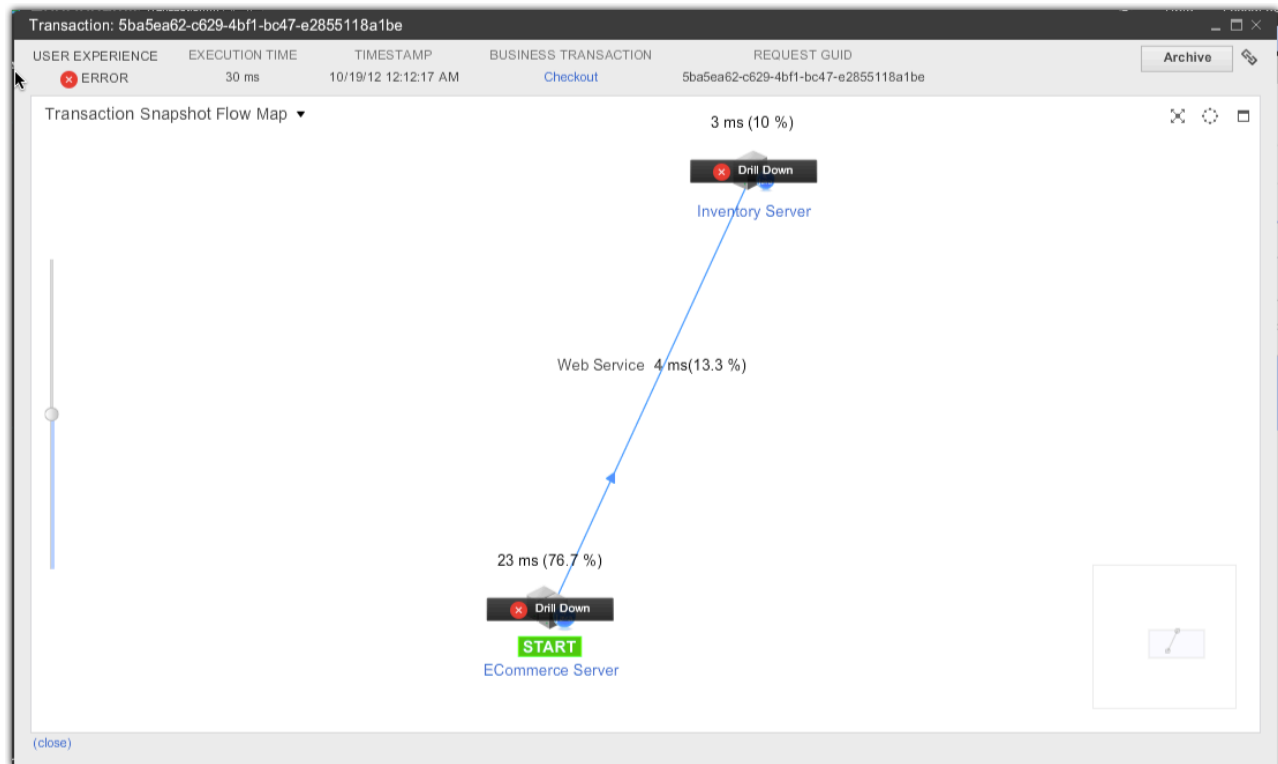 Transaction: 5ba5ea62-c629-4bf1-bc47-e2855118a1be
USER EXPERIENCE EXECUTION TIME TIMESTAMP BUSINESS TRANSACTION REQUEST GUID Archive
ERROR 30 ms 10/19/12 12:12:17 AM Checkout 5ba5ea62-c629-4bf1-bc47-e2855118a1be
Transaction Snapshot Flow Map
3 ms (10 %)
Drill Down
Inventory Server
Web Service 4 ms(13.3 %)
23 ms (76.7 %)
Drill Down
START
ECommerce Server
(close)